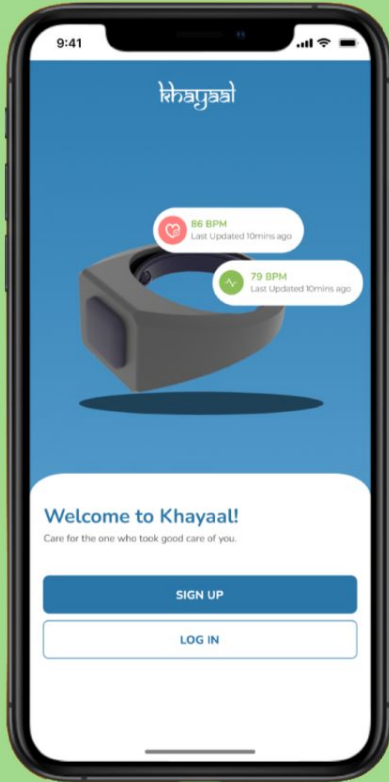 9:41
khayaal
86 BPM
Last Updated 10mins ago
79 BPM
Last Updated 10mins ago
Welcome to Khayaal!
Care for the one who took good care of you.
SIGN UP
LOG IN